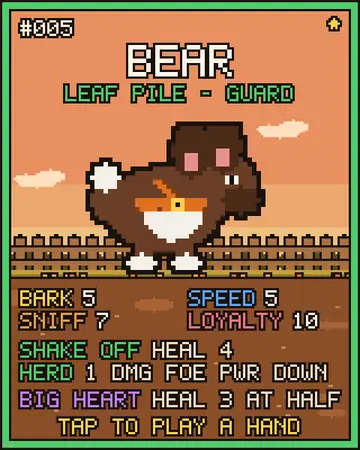 #005
BEAR
LEAF PILE - GUARD
BARK 5 SPEED 5
SNIFF 7 LOYALTY 10
SHAKE OFF HEAL 4
HERD 1 DMG FOE PWR DOWN
BIG HEART HEAL 3 AT HALF
TAP TO PLAY A HAND